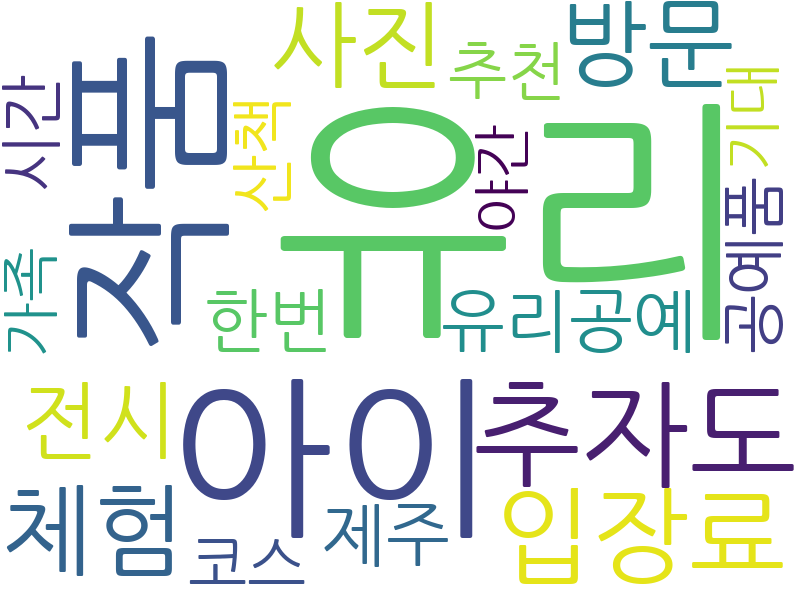 사진
추천
방문
시간
작품
산책
유리
야간
기대
가족
한번
유리공예
공예품
전시
아이
추자도
체험
코스
제주
입장료